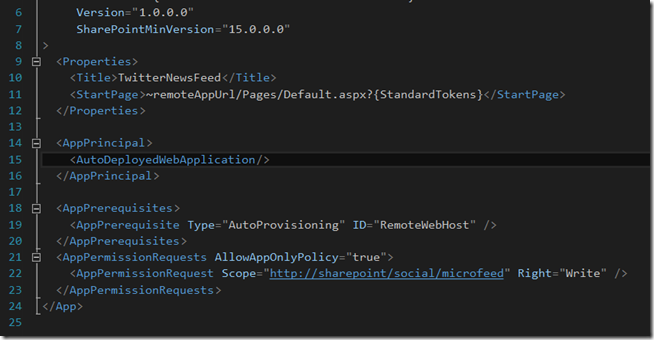 6 Version="1.0.0.0"
7 SharePointMinVersion="15.0.0.0"
8 >
9 <Properties>
10 <Title>TwitterNewsFeed</Title>
11 <StartPage>~remoteAppUrl/Pages/Default.aspx?{StandardTokens}</StartPage>
12 </Properties>
13
14 <AppPrincipal>
15 <AutoDeployedWebApplication/>
16 </AppPrincipal>
17
18 <AppPrerequisites>
19 <AppPrerequisite Type="AutoProvisioning" ID="RemoteWebHost" />
20 </AppPrerequisites>
21 <AppPermissionRequests AllowAppOnlyPolicy="true">
22 <AppPermissionRequest Scope="http://sharepoint/social/microfeed" Right="Write" />
23 </AppPermissionRequests>
24 </App>
25